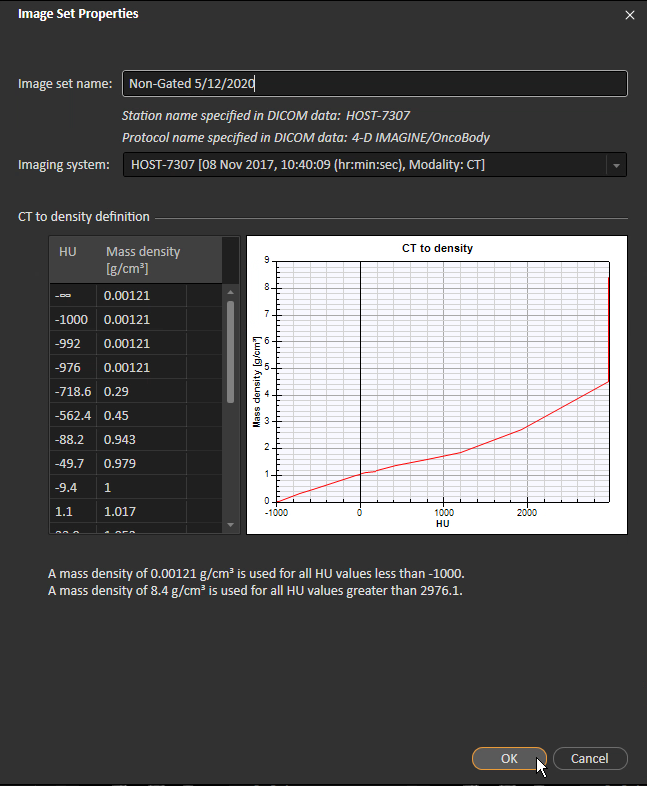 Image Set Properties
Image set name: Non-Gated 5/12/2020
Station name specified in DICOM data: HOST-7307
Protocol name specified in DICOM data: 4-D IMAGINE/OncoBody
Imaging system: HOST-7307 [08 Nov 2017, 10:40:09 (hr:min:sec), Modality: CT]
CT to density definition
HU Mass density [g/cm³]
-∞ 0.00121
-1000 0.00121
-992 0.00121
-976 0.00121
-718.6 0.29
-562.4 0.45
-88.2 0.943
-49.7 0.979
-9.4 1
1.1 1.017
CT to density
Mass density [g/cm³]
9
8
7
6
5
4
3
2
1
0
-1000 0 1000 2000
HU
A mass density of 0.00121 g/cm³ is used for all HU values less than -1000.
A mass density of 8.4 g/cm³ is used for all HU values greater than 2976.1.
OK Cancel